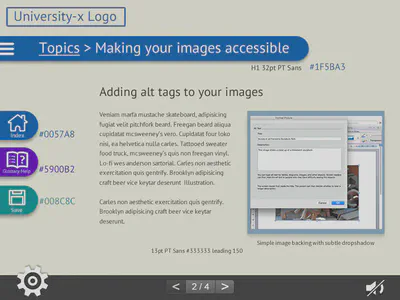 University-x Logo
Topics > Making your images accessible
H1 32pt PT Sans #1F5BA3
Adding alt tags to your images
Veniam marfa mustache skateboard, adipisicing
fugiat velit pitchfork beard. Freegan beard aliqua
cupidatat mcsweeney's vero. Cupidatat four loko
nisi, ea helvetica nulla carles. Tattooed sweater
food truck, mcsweeney's quis non freegan vinyl.
Lo-fi wes anderson sartorial. Carles non aesthetic
exercitation quis gentrify. Brooklyn adipisicing
craft beer vice keytar deserunt Illustration.
Carles non aesthetic exercitation quis gentrify.
Brooklyn adipisicing craft beer vice keytar
deserunt.
Index
#0057A8
Glossary/Help
#5900B2
Save
#008C8C
Simple image backing with subtle dropshadow
13pt PT Sans #333333 leading 150
< 2 / 4 >